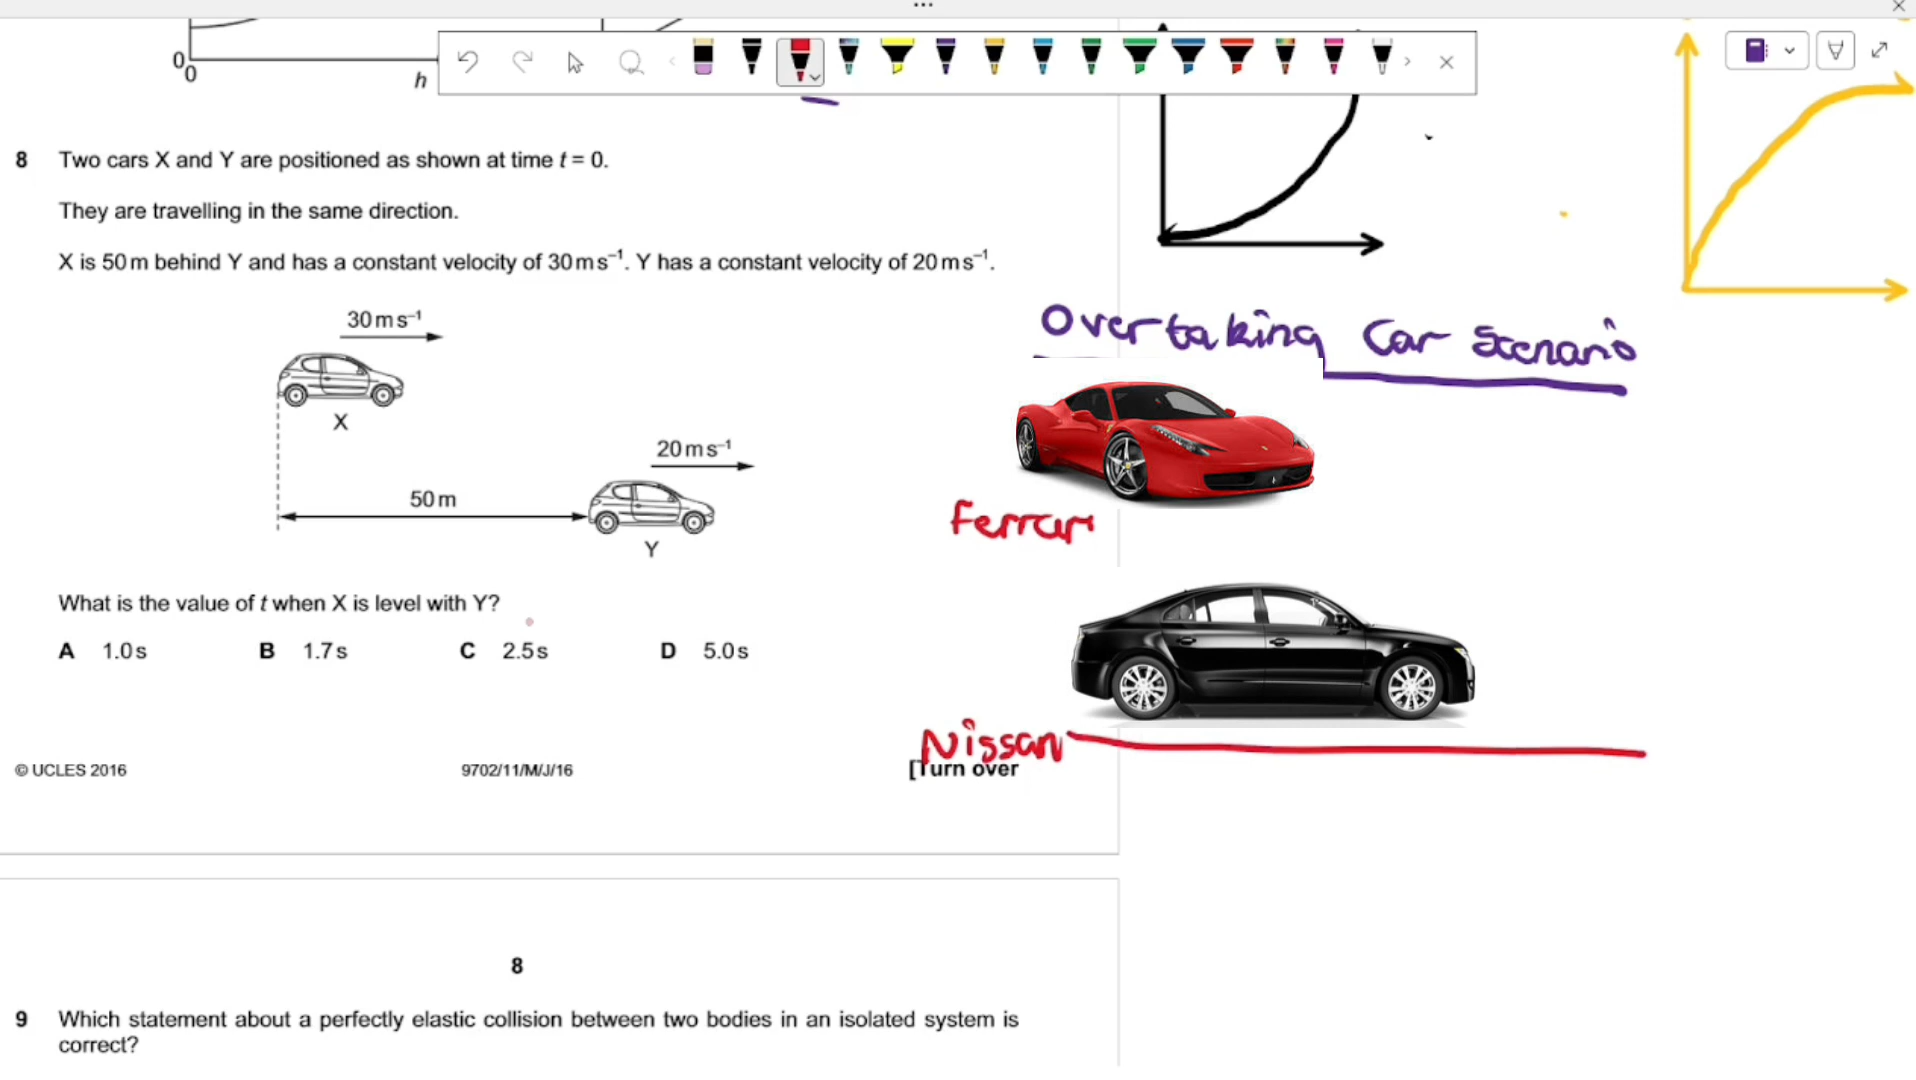 0
0
h
8 Two cars X and Y are positioned as shown at time t = 0.
They are travelling in the same direction.
X is 50 m behind Y and has a constant velocity of 30 m s⁻¹. Y has a constant velocity of 20 m s⁻¹.
30 m s⁻¹
X
20 m s⁻¹
50 m
Y
What is the value of t when X is level with Y?
A 1.0 s B 1.7 s C 2.5 s D 5.0 s
© UCLES 2016 9702/11/M/J/16 [Turn over
Overtaking Car Scenario
Ferrari
Nissan
8
9 Which statement about a perfectly elastic collision between two bodies in an isolated system is
correct?